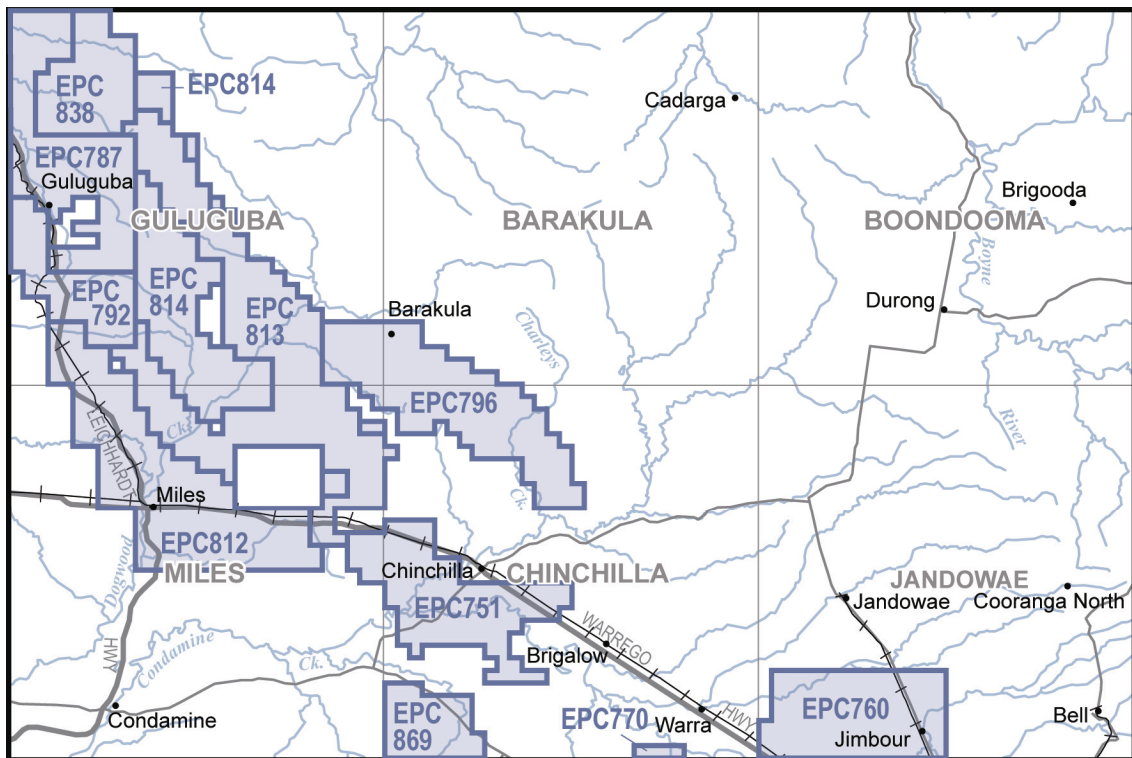 EPC
838
EPC814
Cadarga
EPC787
Guluguba
Brigooda
GULUGUBA
BARAKULA
BOONDOOMA
Boyne
EPC
792
EPC
814
EPC
813
Barakula
Charleys
Durong
EPC796
LEICHHARDT
Ck.
River
Ck.
Miles
EPC812
MILES
Dogwood
Chinchilla
CHINCHILLA
JANDOWAE
Jandowae
Cooranga North
EPC751
WARREGO
HWY
Condamine
Ck.
Brigalow
Condamine
EPC
869
EPC770
Warra
HWY
EPC760
Jimbour
Bell